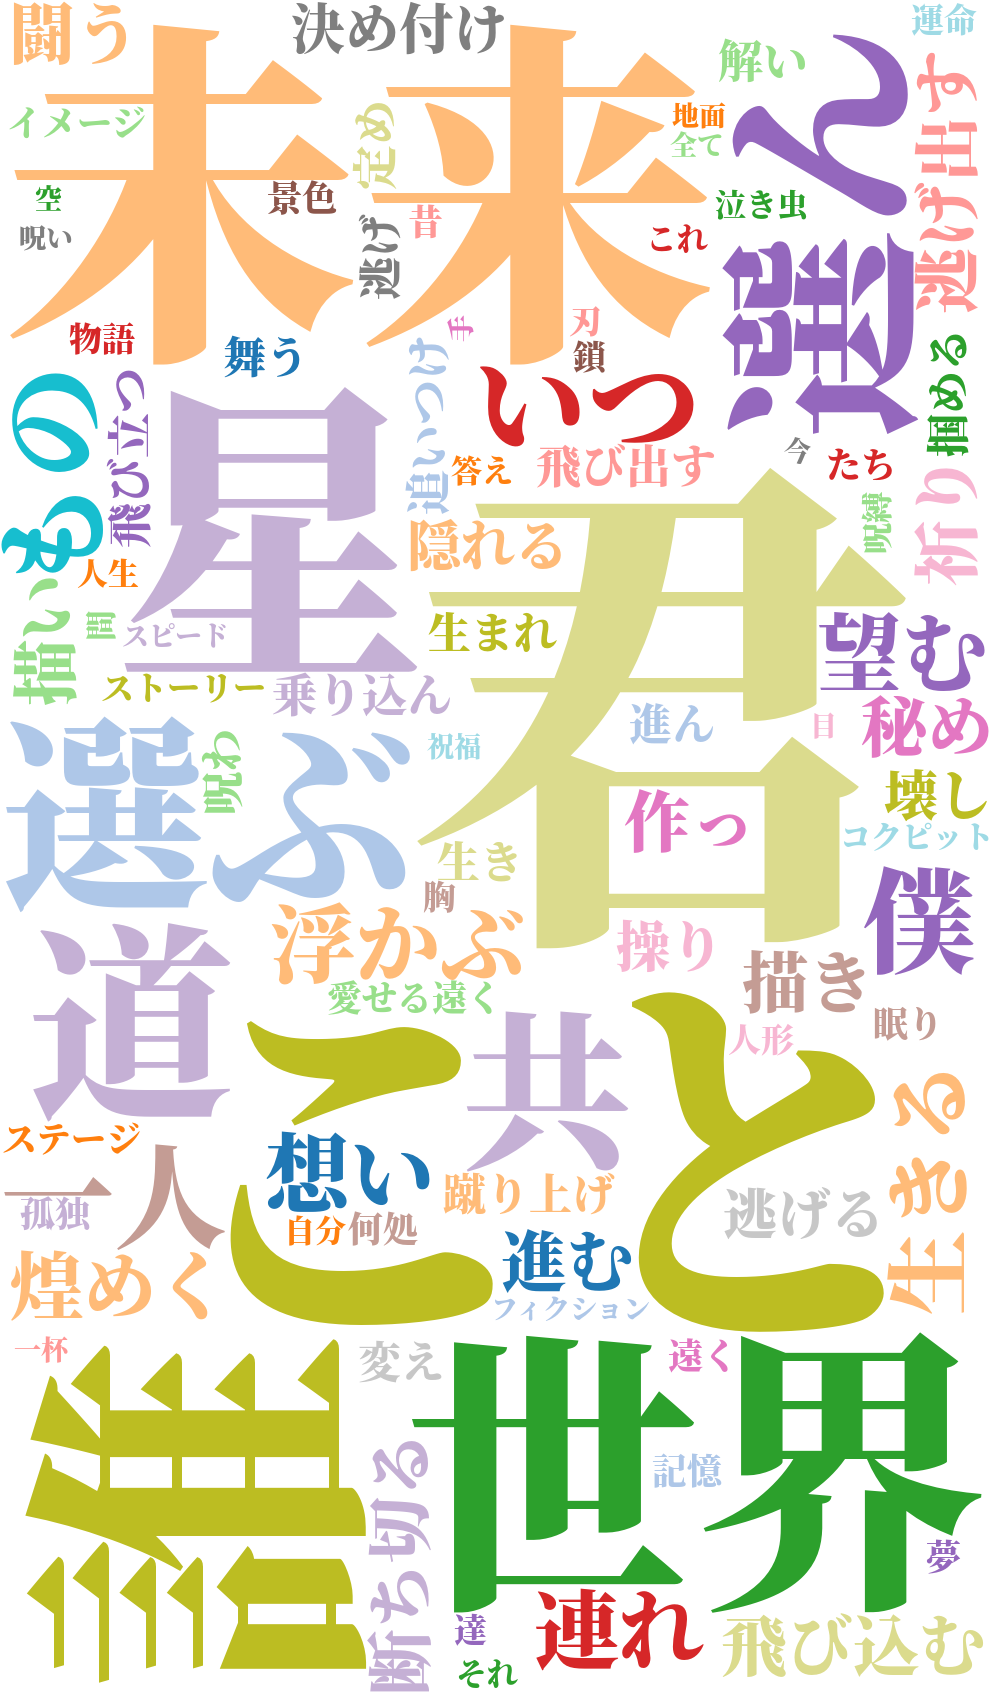 闘う
決め付け
運命
未来
選ん
解い
逃げ出す
イメージ
定め
地面
全て
空
景色
昔
泣き虫
呪い
逃げ
これ
物語
舞う
手
刃
鎖
もの
飛び立つ
星
追いつけ
いつ
掴める
答え
飛び出す
今
たち
呪縛
祈り
隠れる
君
人生
描い
間
スピード
生まれ
望む
ストーリー
乗り込ん
進ん
目
秘め
選ぶ
呪わ
祝福
作っ
壊し
コクピット
生き
胸
僕
道
浮かぶ
操り
描き
愛せる
遠く
こと
共
人形
眠り
ステージ
一人
想い
蹴り上げ
逃げる
生きる
孤独
自分
何処
進む
煌めく
フィクション
一杯
誰
変え
世界
遠く
断ち切る
記憶
夢
達
連れ
飛び込む
それ